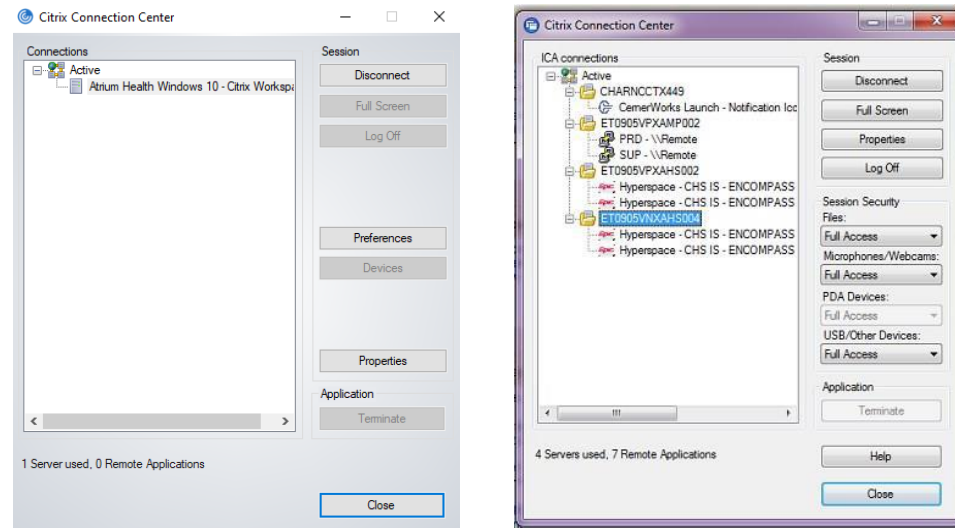 Citrix Connection Center
Connections
Active
Atrium Health Windows 10 - Citrix Workspa
Session
Disconnect
Full Screen
Log Off
Preferences
Devices
Properties
Application
Terminate
1 Server used, 0 Remote Applications
Close
Citrix Connection Center
ICA connections
Active
CHARNCCTX449
CernerWorks Launch - Notification Icc
ET0905VPXAMP002
PRD - \\Remote
SUP - \\Remote
ET0905VPXAHS002
Hyperspace - CHS IS - ENCOMPASS
Hyperspace - CHS IS - ENCOMPASS
ET0905VNXAHS004
Hyperspace - CHS IS - ENCOMPASS
Hyperspace - CHS IS - ENCOMPASS
Session
Disconnect
Full Screen
Properties
Log Off
Session Security
Files:
Full Access
Microphones/Webcams:
Full Access
PDA Devices:
Full Access
USB/Other Devices:
Full Access
Application
Terminate
4 Servers used, 7 Remote Applications
Help
Close